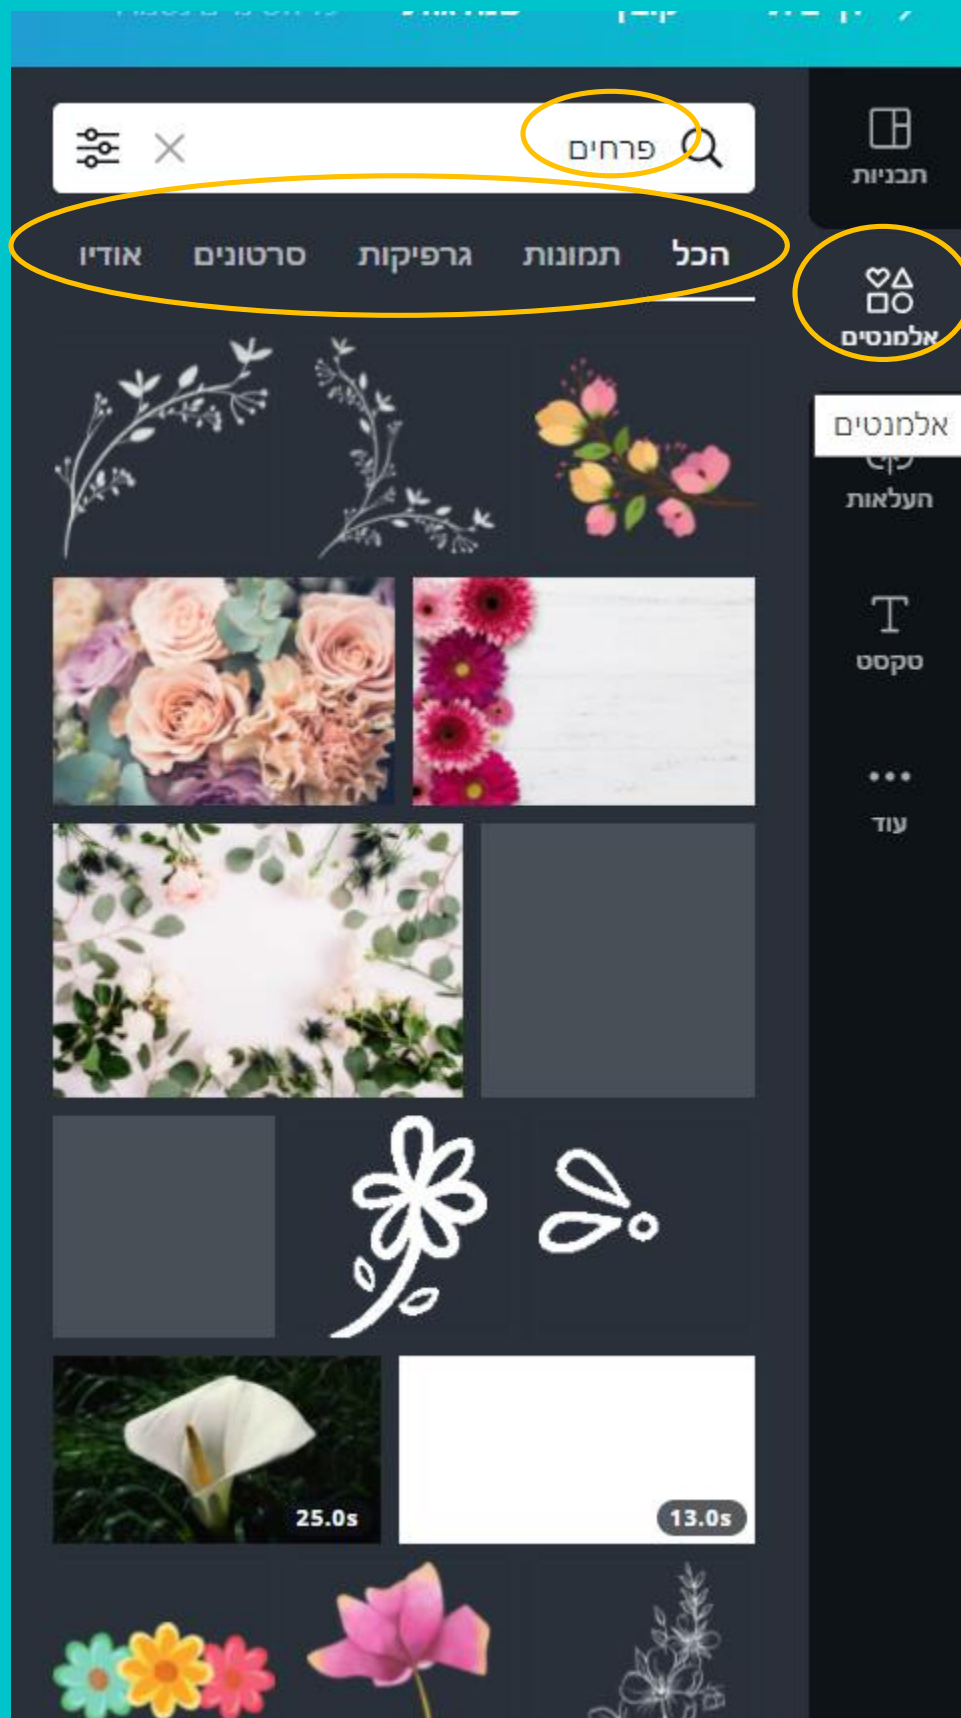 פרחים
הכל תמונות גרפיקות סרטונים אודיו
תבניות
אלמנטים
אלמנטים
העלאות
טקסט
עוד
25.0s
13.0s